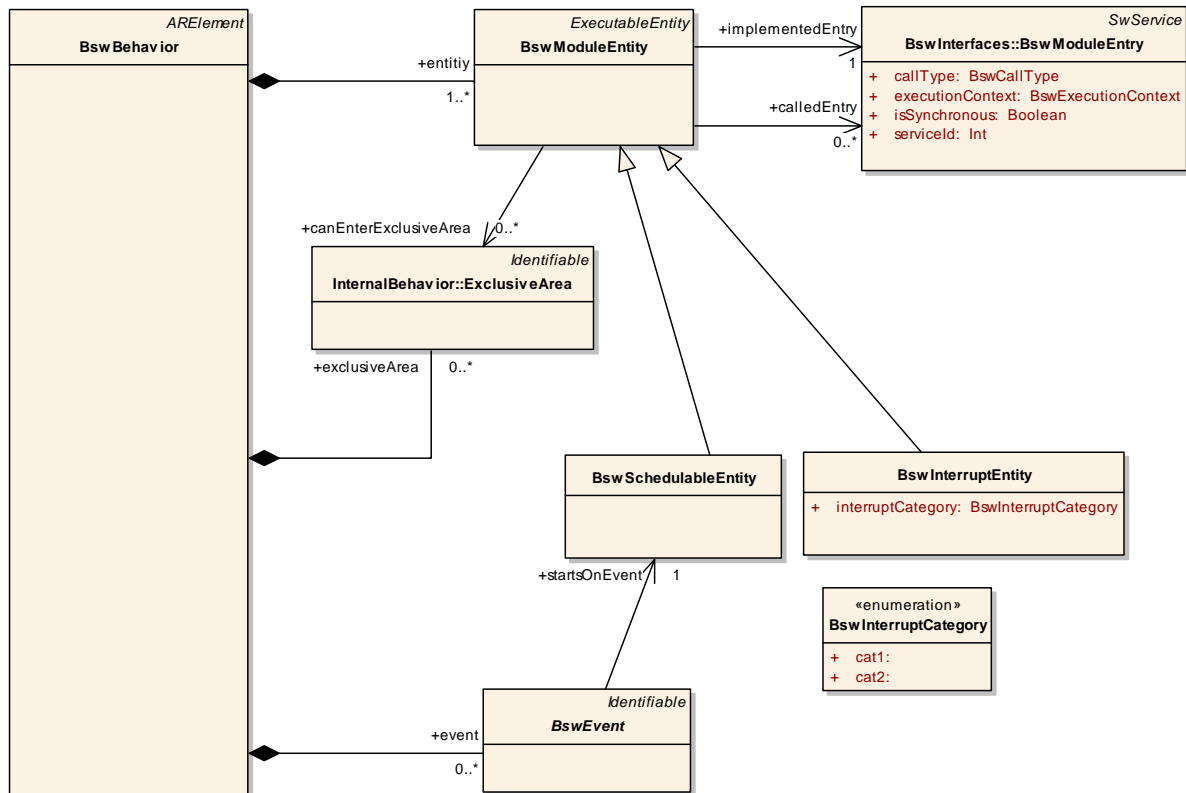 ARElement
BswBehavior
ExecutableEntity
BswModuleEntity
SwService
BswInterfaces::BswModuleEntry
+ callType: BswCallType
+ executionContext: BswExecutionContext
+ isSynchronous: Boolean
+ serviceId: Int
+implementedEntry
1
+entitiy
1..*
+calledEntry
0..*
+canEnterExclusiveArea
0..*
Identifiable
InternalBehavior::ExclusiveArea
+exclusiveArea
0..*
BswSchedulableEntity
BswInterruptEntity
+ interruptCategory: BswInterruptCategory
+startsOnEvent
1
«enumeration»
BswInterruptCategory
+ cat1:
+ cat2:
Identifiable
BswEvent
+event
0..*